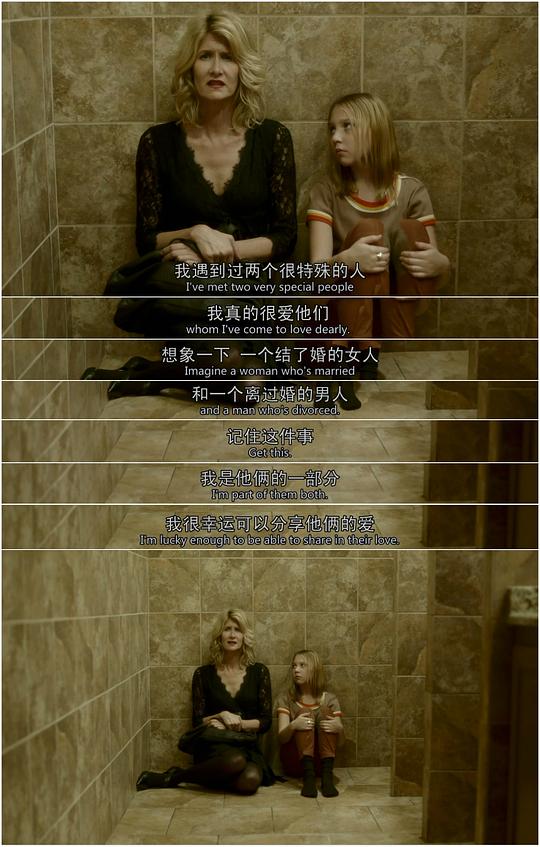 我遇到过两个很特殊的人
I've met two very special people
我真的很爱他们
whom I've come to love dearly.
想象一下 一个结了婚的女人
Imagine a woman who's married
和一个离过婚的男人
and a man who's divorced.
记住这件事
Get this.
我是他俩的一部分
I'm part of them both.
我很幸运可以分享他俩的爱
I'm lucky enough to be able to share in their love.